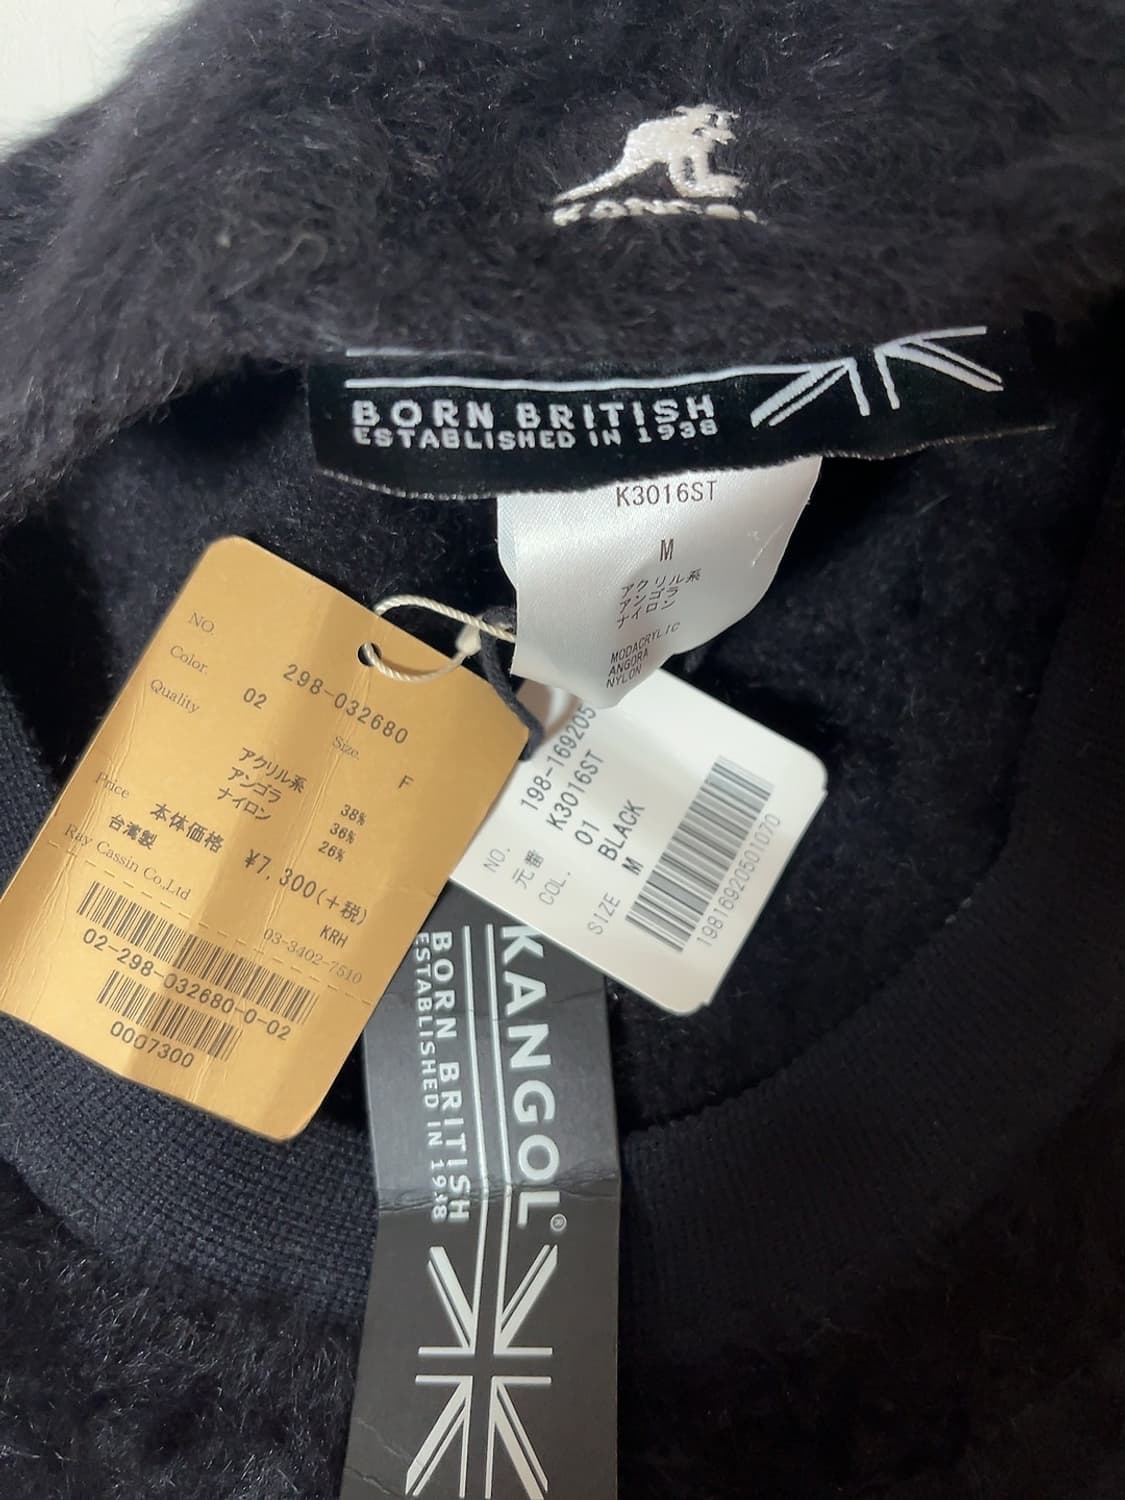 KANGOL
BORN BRITISH
ESTABLISHED IN 1938
K3016ST
M
アクリル系
アンゴラ
ナイロン
MODACRYLIC
ANGORA
NYLON
NO. 298-032680
Color. 02 Size. F
Quality アクリル系 38%
アンゴラ 36%
ナイロン 26%
Price 本体価格 ¥7,300(+税)
台湾製 KRH
Ray Cassin Co.,Ltd 03-3402-7510
02-298-032680-0-02
0007300
NO. 198-169205
元番 K3016ST
COL. 01 BLACK
SIZE M
19816920501070
KANGOL®
BORN BRITISH
ESTABLISHED IN 1938